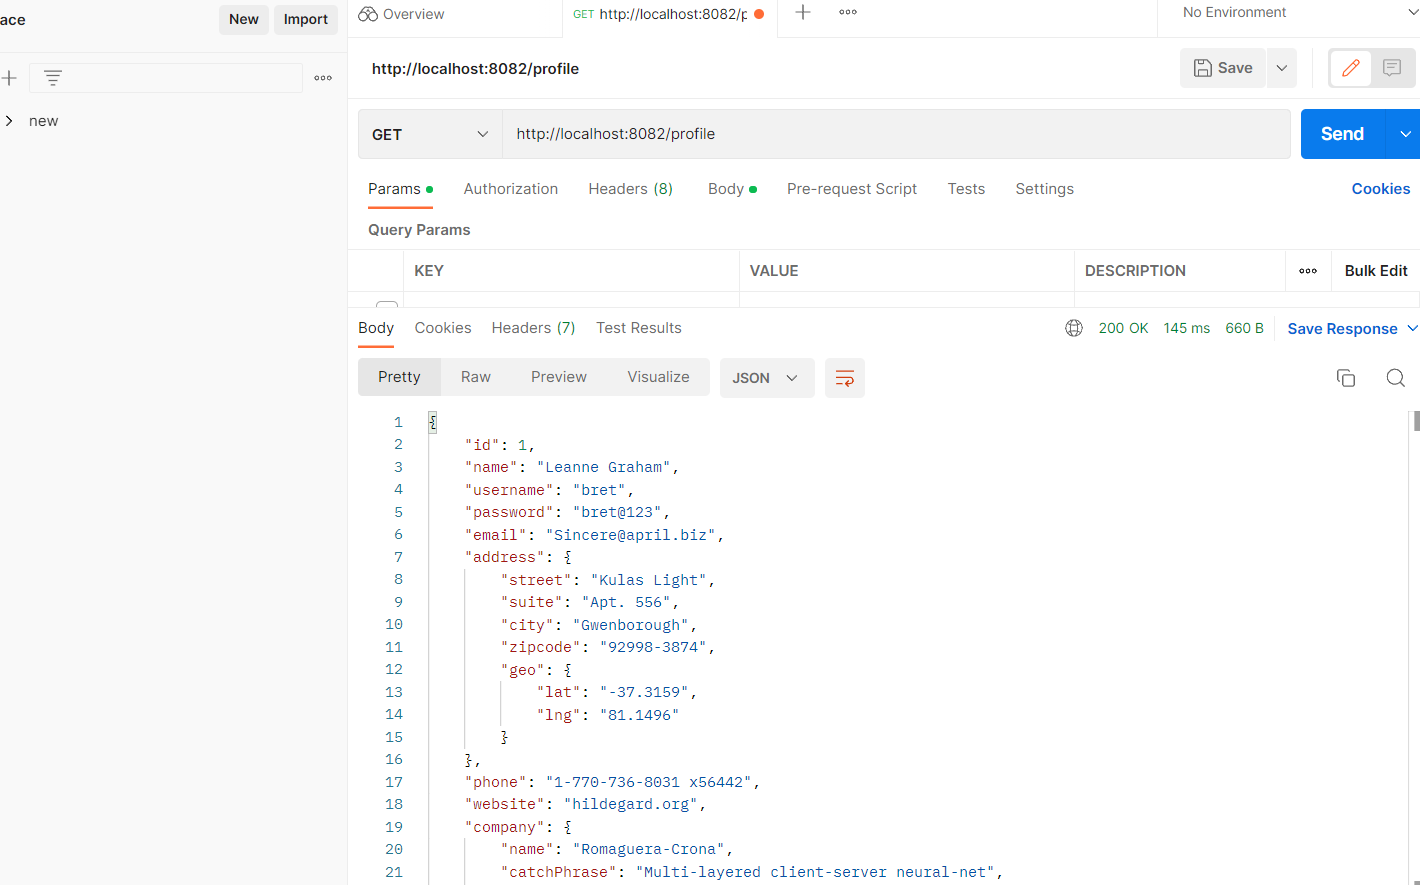 ace
New
Import
Overview
GET http://localhost:8082/p
No Environment
http://localhost:8082/profile
Save
new
GET
http://localhost:8082/profile
Send
Params
Authorization
Headers (8)
Body
Pre-request Script
Tests
Settings
Cookies
Query Params
KEY
VALUE
DESCRIPTION
Bulk Edit
Body
Cookies
Headers (7)
Test Results
200 OK
145 ms
660 B
Save Response
Pretty
Raw
Preview
Visualize
JSON
1 {
2 "id": 1,
3 "name": "Leanne Graham",
4 "username": "bret",
5 "password": "bret@123",
6 "email": "Sincere@april.biz",
7 "address": {
8 "street": "Kulas Light",
9 "suite": "Apt. 556",
10 "city": "Gwenborough",
11 "zipcode": "92998-3874",
12 "geo": {
13 "lat": "-37.3159",
14 "lng": "81.1496"
15 }
16 },
17 "phone": "1-770-736-8031 x56442",
18 "website": "hildegard.org",
19 "company": {
20 "name": "Romaguera-Crona",
21 "catchPhrase": "Multi-layered client-server neural-net",